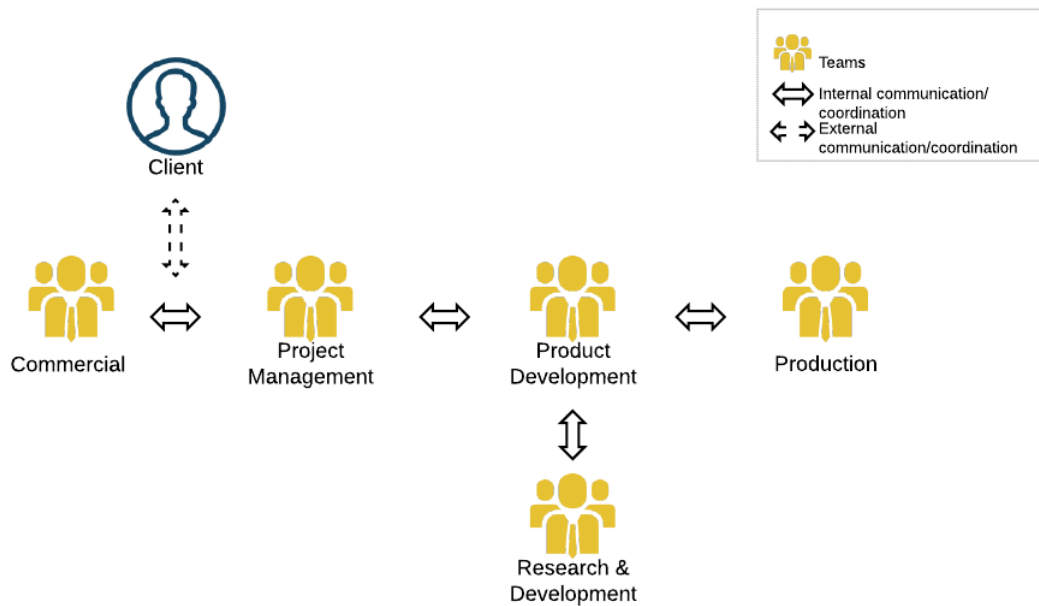 Teams
Internal communication/
coordination
External
communication/coordination
Client
Commercial
Project
Management
Product
Development
Production
Research &
Development